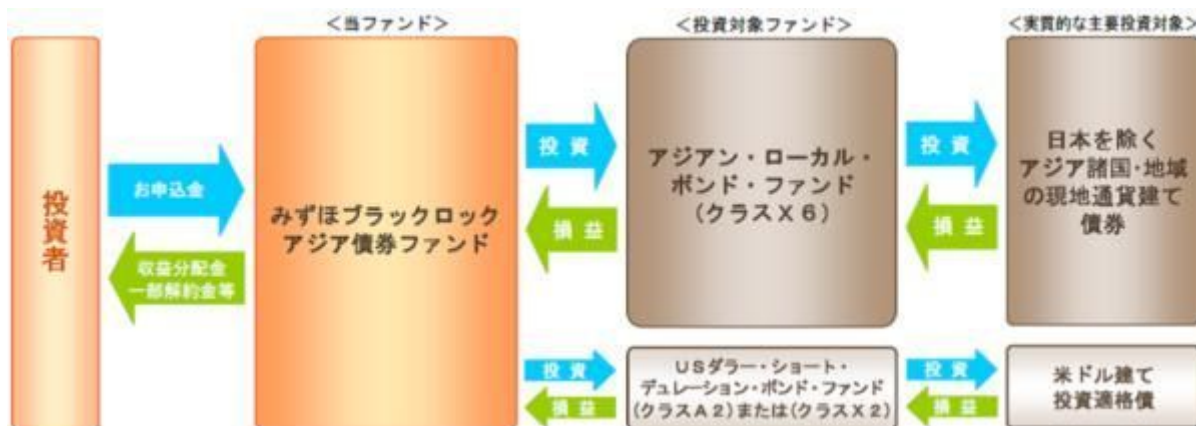 <当ファンド>
<投資対象ファンド>
<実質的な主要投資対象>
投資者
お申込金
収益分配金
一部解約金等
みずほブラックロック
アジア債券ファンド
投資
損益
アジアン・ローカル・
ボンド・ファンド
(クラスX6)
投資
損益
日本を除く
アジア諸国・地域
の現地通貨建て
債券
投資
損益
USダラー・ショート・
デュレーション・ボンド・ファンド
(クラスA2)または(クラスX2)
投資
損益
米ドル建て
投資適格債